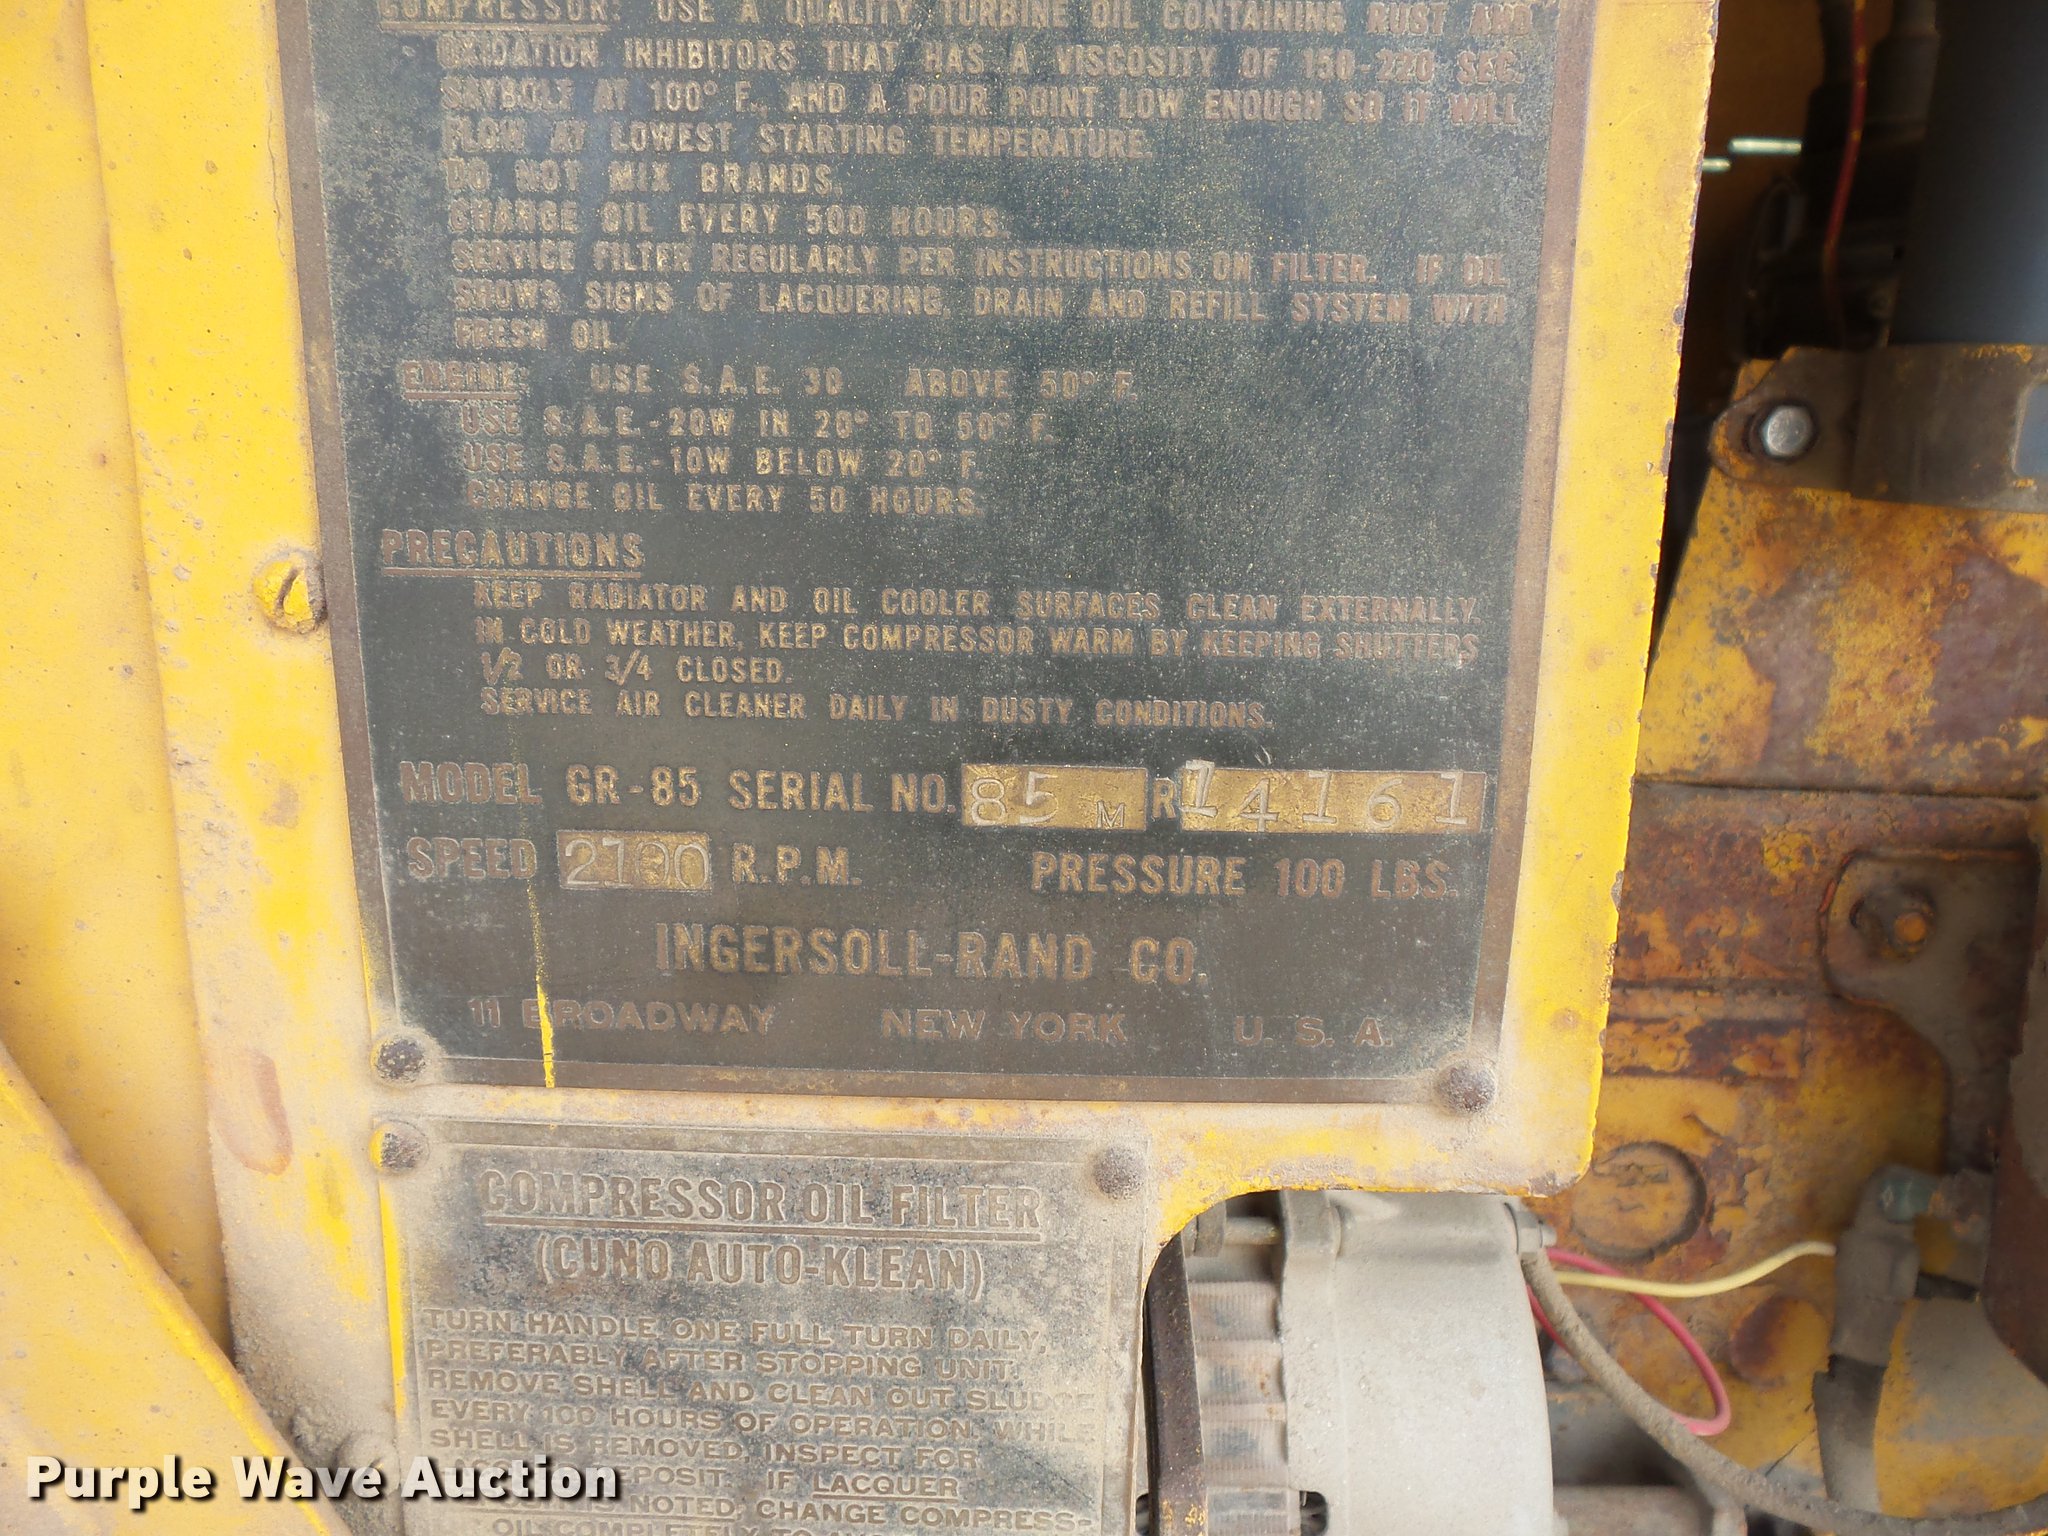 COMPRESSOR: USE A QUALITY TURBINE OIL CONTAINING RUST AND
OXIDATION INHIBITORS THAT HAS A VISCOSITY OF 150-220 SEC.
SAYBOLT AT 100° F., AND A POUR POINT LOW ENOUGH SO IT WILL
FLOW AT LOWEST STARTING TEMPERATURE.
DO NOT MIX BRANDS.
CHANGE OIL EVERY 500 HOURS.
SERVICE FILTER REGULARLY PER INSTRUCTIONS ON FILTER. IF OIL
SHOWS SIGNS OF LACQUERING, DRAIN AND REFILL SYSTEM WITH
FRESH OIL.
ENGINE: USE S.A.E. 30 ABOVE 50° F.
USE S.A.E.-20W IN 20° TO 50° F.
USE S.A.E.-10W BELOW 20° F.
CHANGE OIL EVERY 50 HOURS.
PRECAUTIONS
KEEP RADIATOR AND OIL COOLER SURFACES CLEAN EXTERNALLY.
IN COLD WEATHER, KEEP COMPRESSOR WARM BY KEEPING SHUTTERS
1/2 OR 3/4 CLOSED.
SERVICE AIR CLEANER DAILY IN DUSTY CONDITIONS.
MODEL GR-85 SERIAL NO. 85 M R 14161
SPEED 2100 R.P.M. PRESSURE 100 LBS.
INGERSOLL-RAND CO.
11 BROADWAY NEW YORK U. S. A.
COMPRESSOR OIL FILTER
(CUNO AUTO-KLEAN)
TURN HANDLE ONE FULL TURN DAILY,
PREFERABLY AFTER STOPPING UNIT.
REMOVE SHELL AND CLEAN OUT SLUDGE
EVERY 100 HOURS OF OPERATION. WHILE
SHELL IS REMOVED, INSPECT FOR
DEPOSIT. IF LACQUER
NOTED, CHANGE COMPRESS-
OIL COMPLETELY
Purple Wave Auction